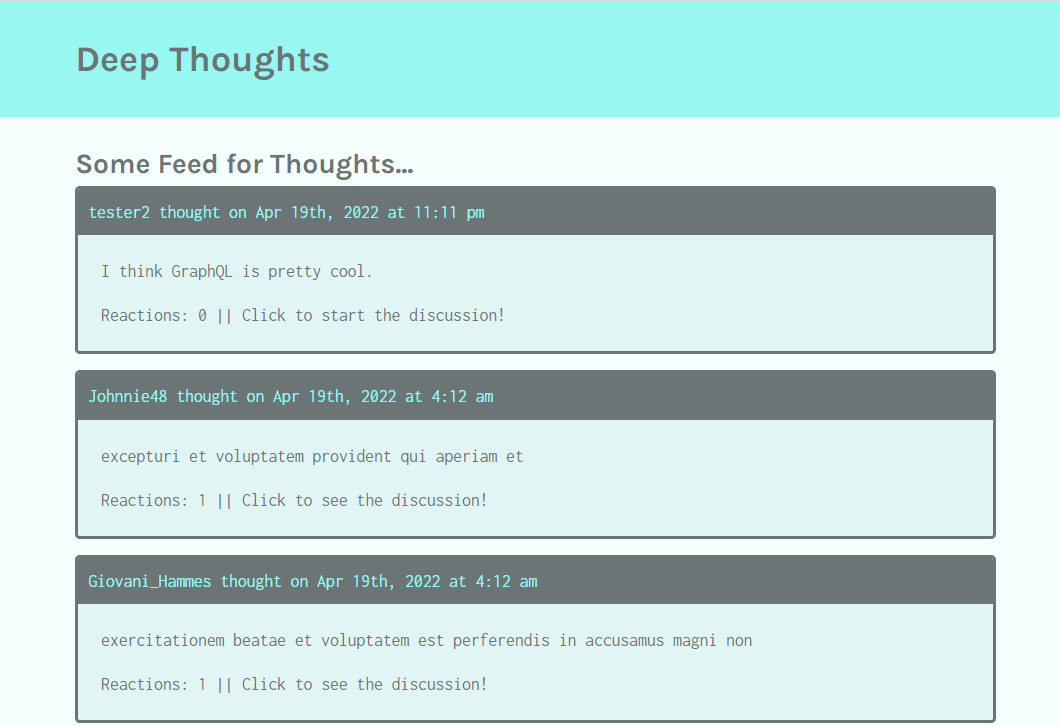 Deep Thoughts
Some Feed for Thoughts...
tester2 thought on Apr 19th, 2022 at 11:11 pm
I think GraphQL is pretty cool.
Reactions: 0 || Click to start the discussion!
Johnnie48 thought on Apr 19th, 2022 at 4:12 am
excepturi et voluptatem provident qui aperiam et
Reactions: 1 || Click to see the discussion!
Giovani_Hammes thought on Apr 19th, 2022 at 4:12 am
exercitationem beatae et voluptatem est perferendis in accusamus magni non
Reactions: 1 || Click to see the discussion!